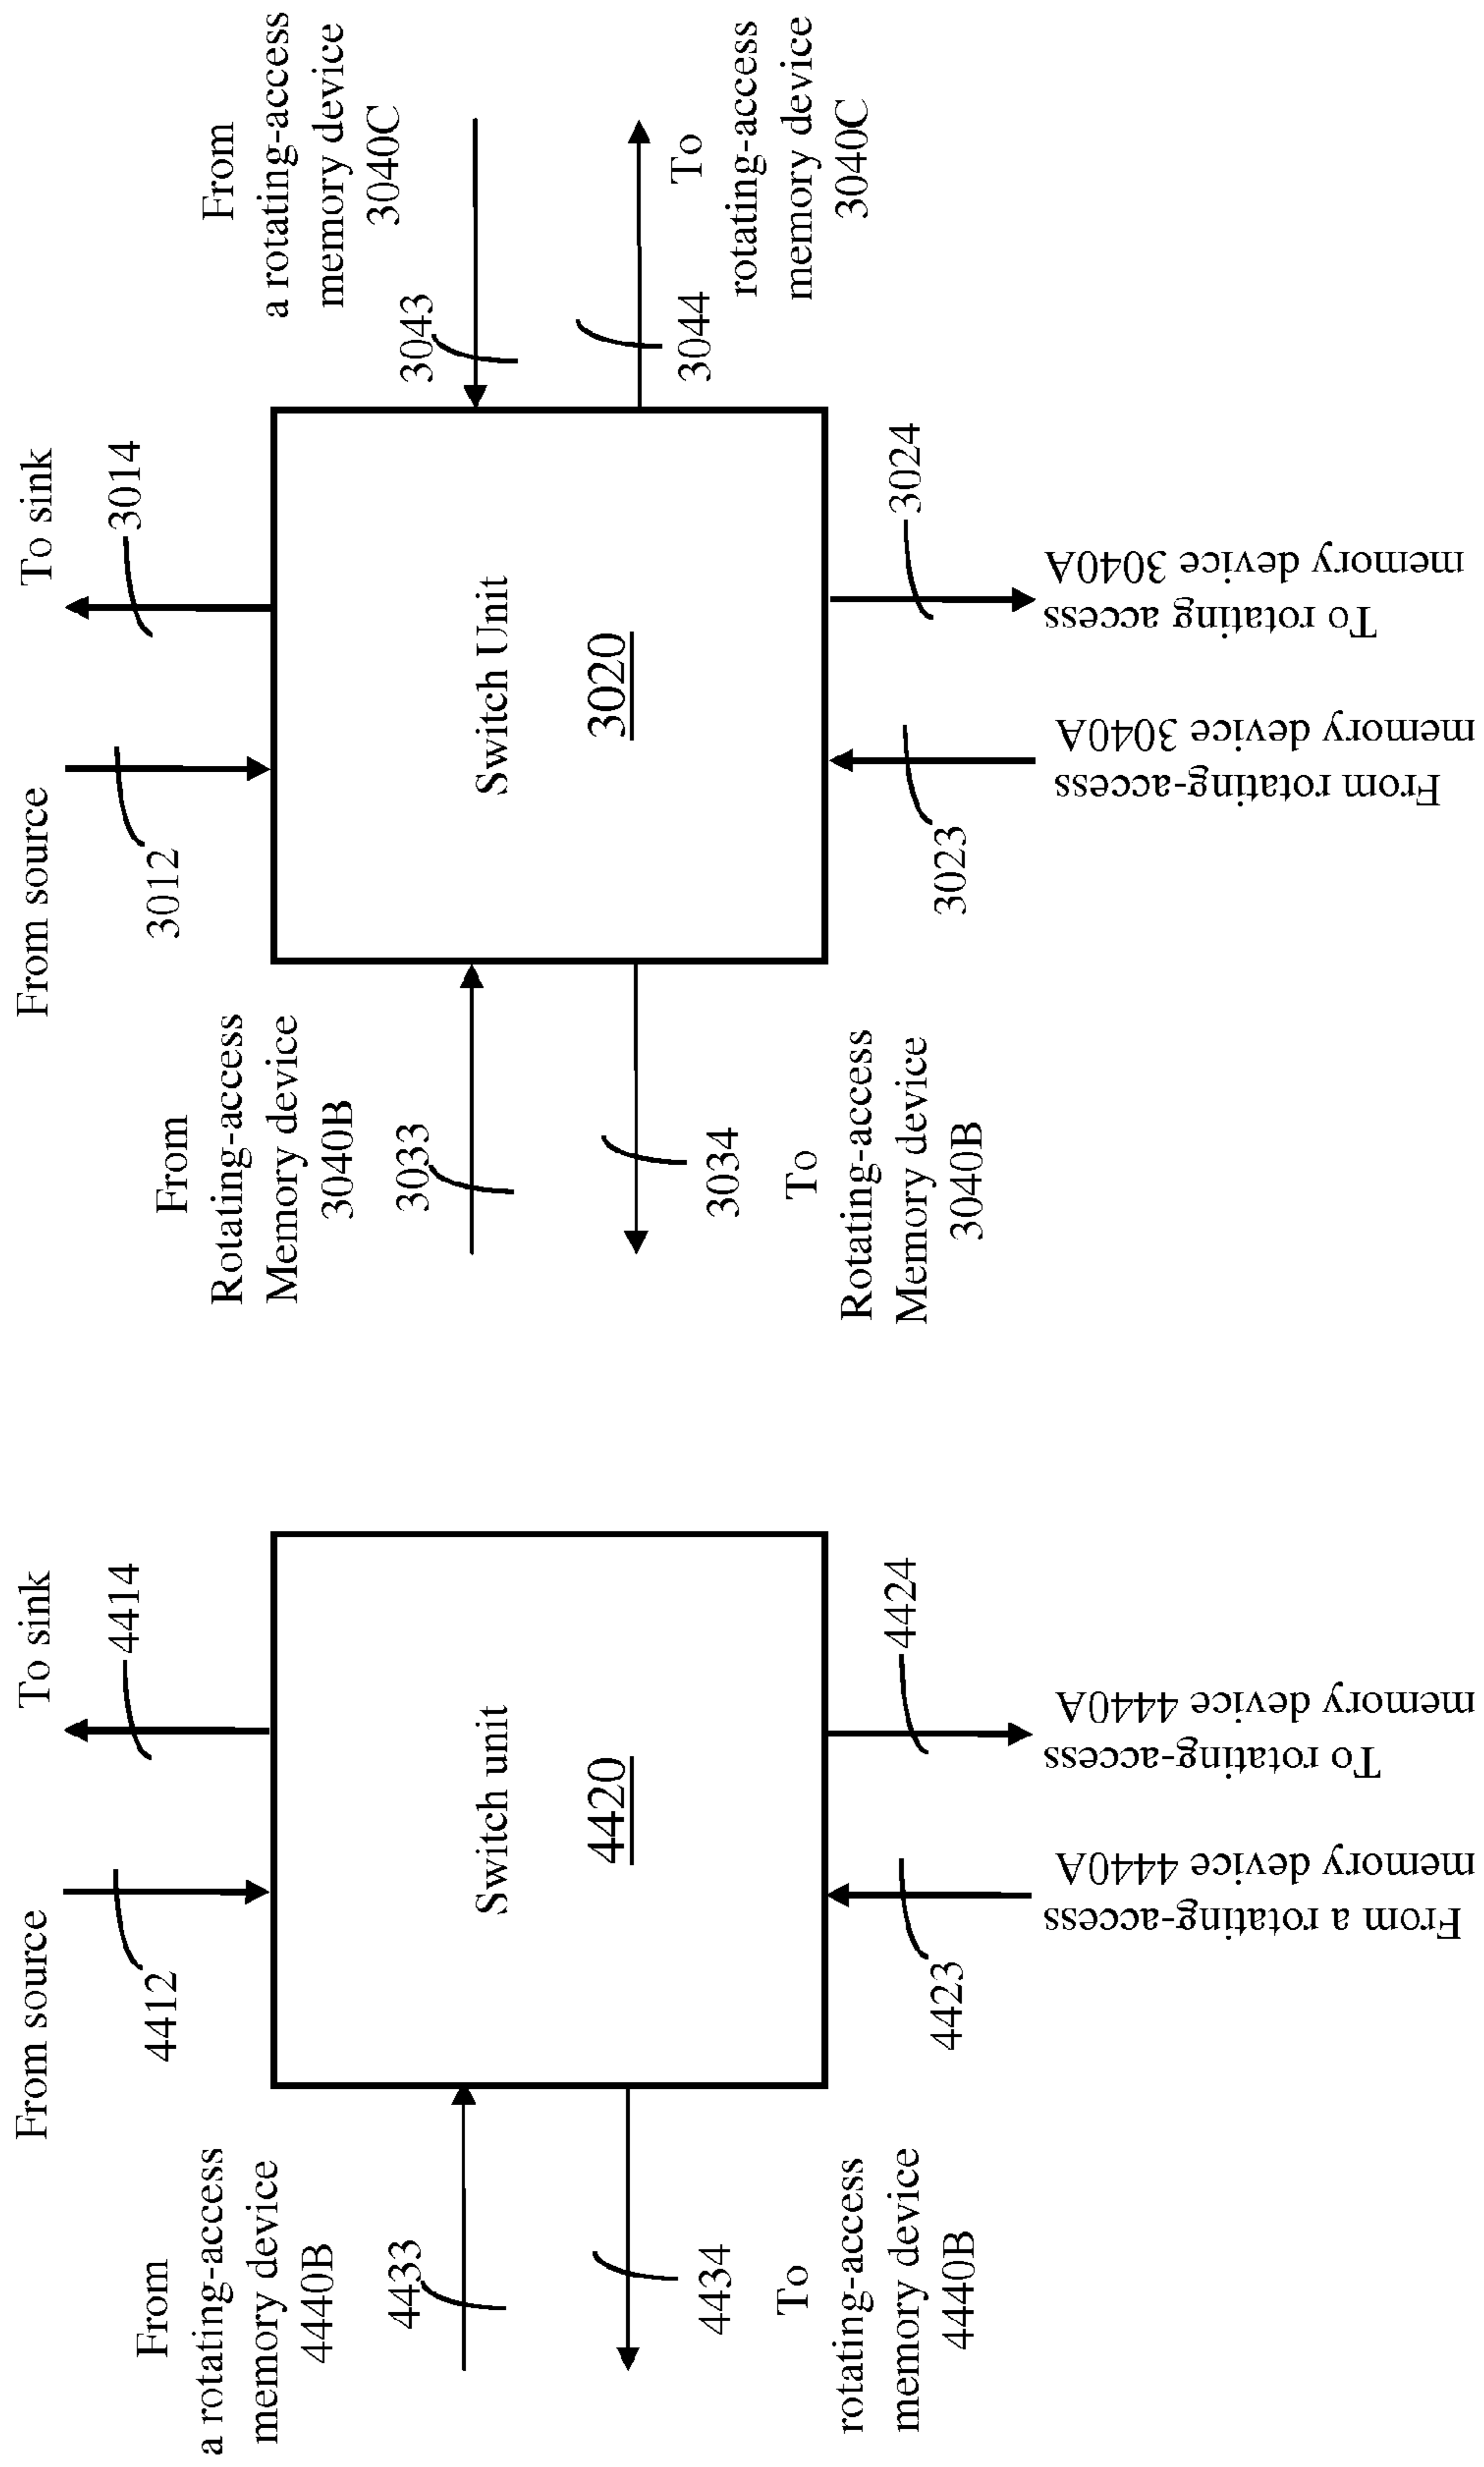 From source
To sink
4412
4414
From
a rotating-access
memory device
4440B
4433
Switch unit
4420
4434
To
rotating-access
memory device
4440B
4423
4424
From a rotating-access
memory device 4440A
To rotating-access
memory device 4440A
From source
To sink
3012
3014
From
Rotating-access
Memory device
3040B
3033
From
a rotating-access
memory device
3040C
3043
Switch Unit
3020
3034
To
Rotating-access
Memory device
3040B
3044
To
rotating-access
memory device
3040C
3023
3024
From rotating-access
memory device 3040A
To rotating access
memory device 3040A